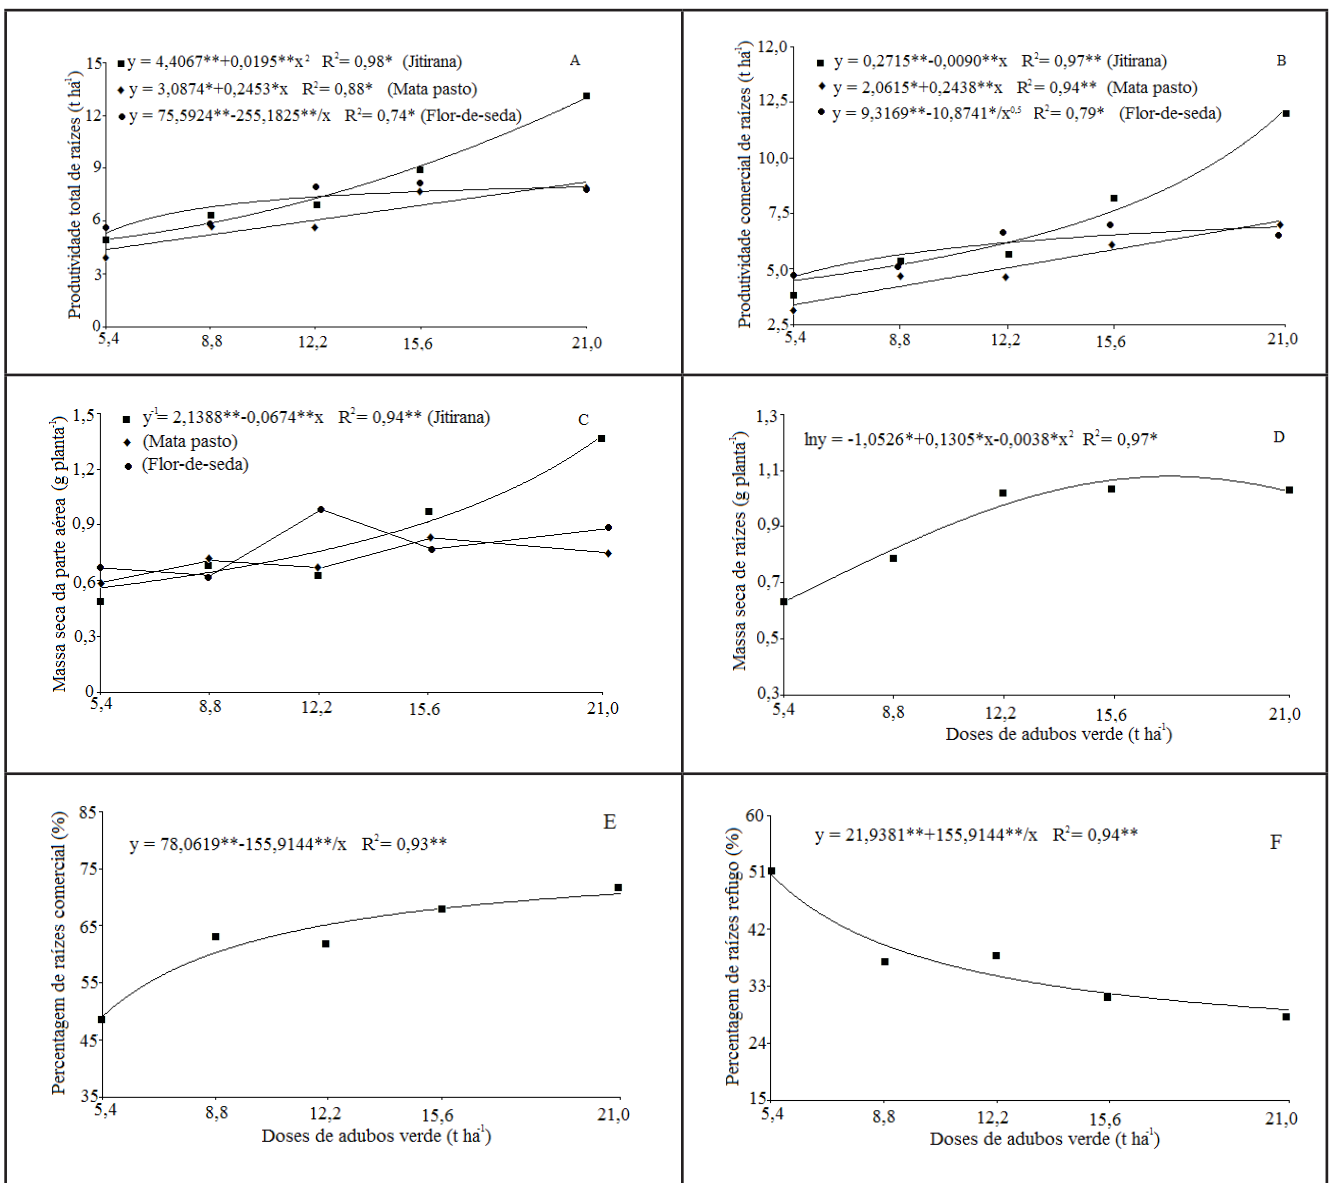 A
y = 4,4067**+0,0195**x² R²= 0,98* (Jitirana)
y = 3,0874*+0,2453*x R²= 0,88* (Mata pasto)
y = 75,5924**-255,1825**/x R²= 0,74* (Flor-de-seda)
Produtividade total de raízes (t há⁻¹)
15
12
9
6
3
0
5,4 8,8 12,2 15,6 21,0
B
y = 0,2715**-0,0090**x R²= 0,97** (Jitirana)
y = 2,0615*+0,2438**x R²= 0,94** (Mata pasto)
y = 9,3169**-10,8741*/x⁰,⁵ R²= 0,79* (Flor-de-seda)
Produtividade comercial de raízes (t há⁻¹)
12,0
12,5
10,0
7,5
5,0
2,5
5,4 8,8 12,2 15,6 21,0
C
y⁻¹= 2,1388**-0,0674**x R²= 0,94** (Jitirana)
(Mata pasto)
(Flor-de-seda)
Massa seca da parte aérea (g planta⁻¹)
1,5
1,2
0,9
0,6
0,3
0
5,4 8,8 12,2 15,6 21,0
D
lny = -1,0526*+0,1305*x-0,0038*x² R²= 0,97*
Massa seca de raízes (g planta⁻¹)
1,3
1,1
0,9
0,7
0,5
0,3
5,4 8,8 12,2 15,6 21,0
Doses de adubos verde (t há⁻¹)
E
y = 78,0619**-155,9144**/x R²= 0,93**
Percentagem de raízes comercial (%)
85
75
65
55
45
35
5,4 8,8 12,2 15,6 21,0
Doses de adubos verde (t há⁻¹)
F
y = 21,9381**+155,9144**/x R²= 0,94**
Percentagem de raízes refugo (%)
60
51
42
33
24
15
5,4 8,8 12,2 15,6 21,0
Doses de adubos verde (t há⁻¹)